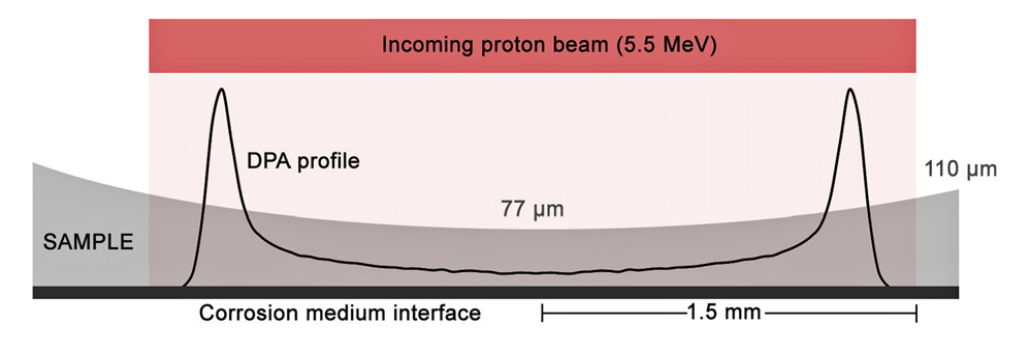 Incoming proton beam (5.5 MeV)
DPA profile
110 μm
77 μm
SAMPLE
Corrosion medium interface
1.5 mm